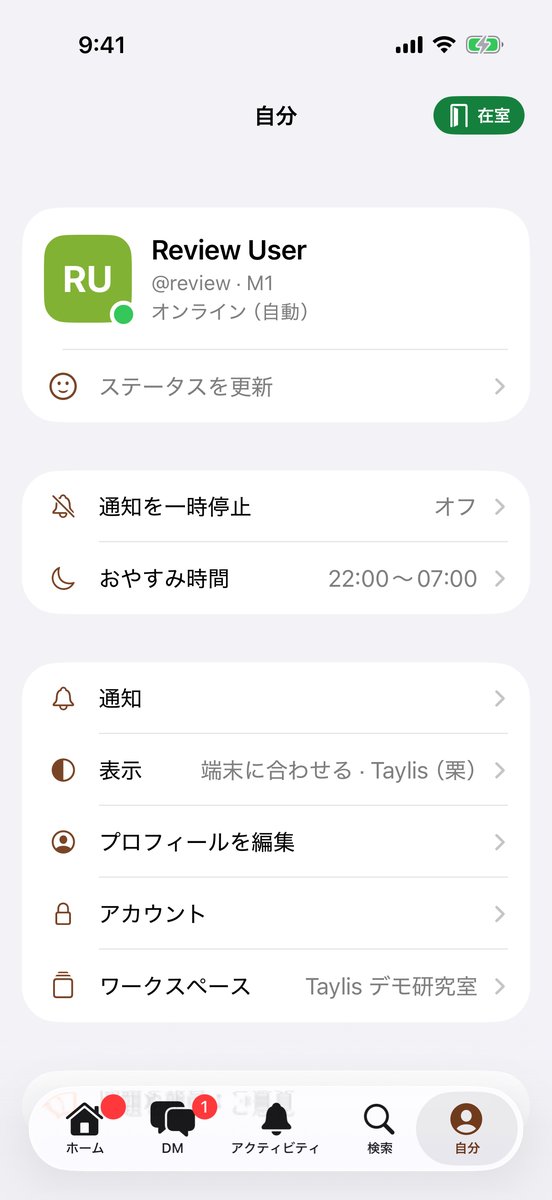 9:41
自分
在室
RU
Review User
@review · M1
オンライン（自動）
ステータスを更新
通知を一時停止 オフ
おやすみ時間 22:00～07:00
通知
表示 端末に合わせる · Taylis（栗）
プロフィールを編集
アカウント
ワークスペース Taylis デモ研究室
1
ホーム DM アクティビティ 検索 自分